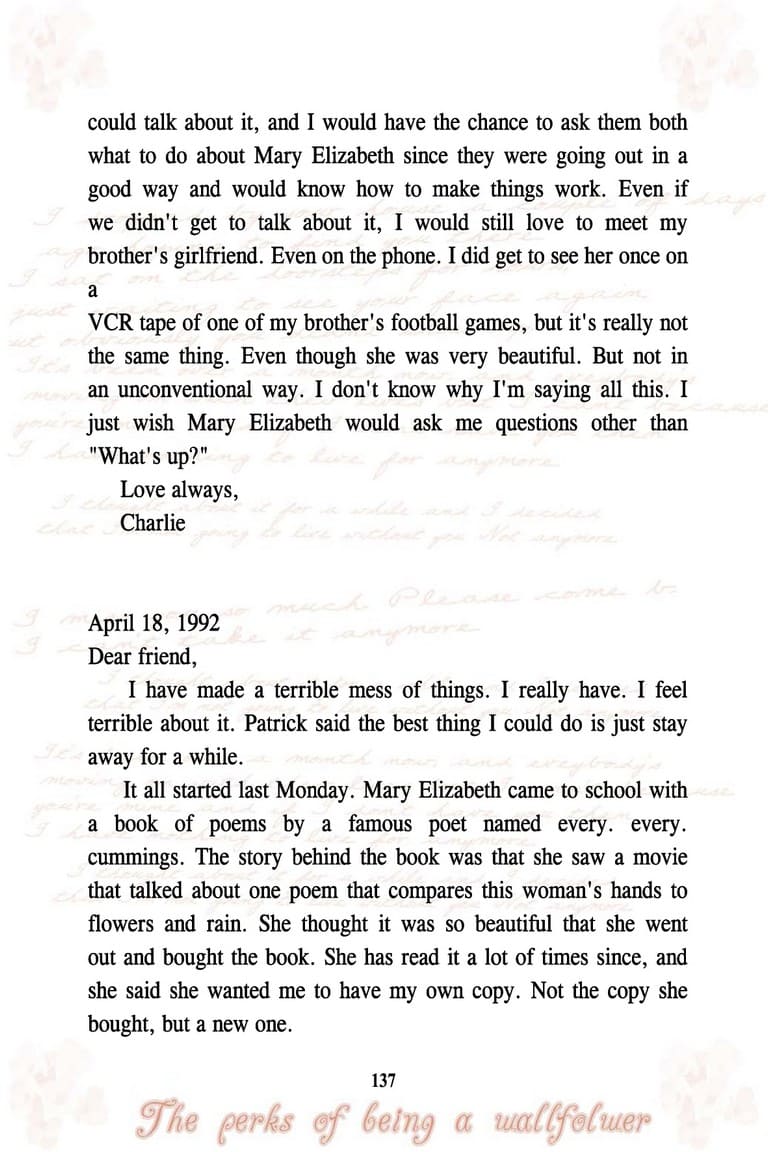 could talk about it, and I would have the chance to ask them both
what to do about Mary Elizabeth since they were going out in a
good way and would know how to make things work. Even if
we didn't get to talk about it, I would still love to meet my
brother's girlfriend. Even on the phone. I did get to see her once on
a
VCR tape of one of my brother's football games, but it's really not
the same thing. Even though she was very beautiful. But not in
an unconventional way. I don't know why I'm saying all this. I
just wish Mary Elizabeth would ask me questions other than
"What's up?"
Love always,
Charlie
April 18, 1992
Dear friend,
I have made a terrible mess of things. I really have. I feel
terrible about it. Patrick said the best thing I could do is just stay
away for a while.
It all started last Monday. Mary Elizabeth came to school with
a book of poems by a famous poet named every. every.
cummings. The story behind the book was that she saw a movie
that talked about one poem that compares this woman's hands to
flowers and rain. She thought it was so beautiful that she went
out and bought the book. She has read it a lot of times since, and
she said she wanted me to have my own copy. Not the copy she
bought, but a new one.
137
The perks of being a wallfolwer